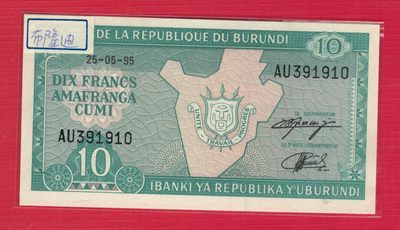 布隆迪
DE LA REPUBLIQUE DU BURUNDI
25-05-95
10
AU391910
DIX FRANCS
AMAFRANGA
CUMI
AU391910
UNITE TRAVAIL PROGRES
LE GOUVERNEUR
LE 2e VICE-GOUVERNEUR
10
IBANKI YA REPUBLIKA Y'UBURUNDI